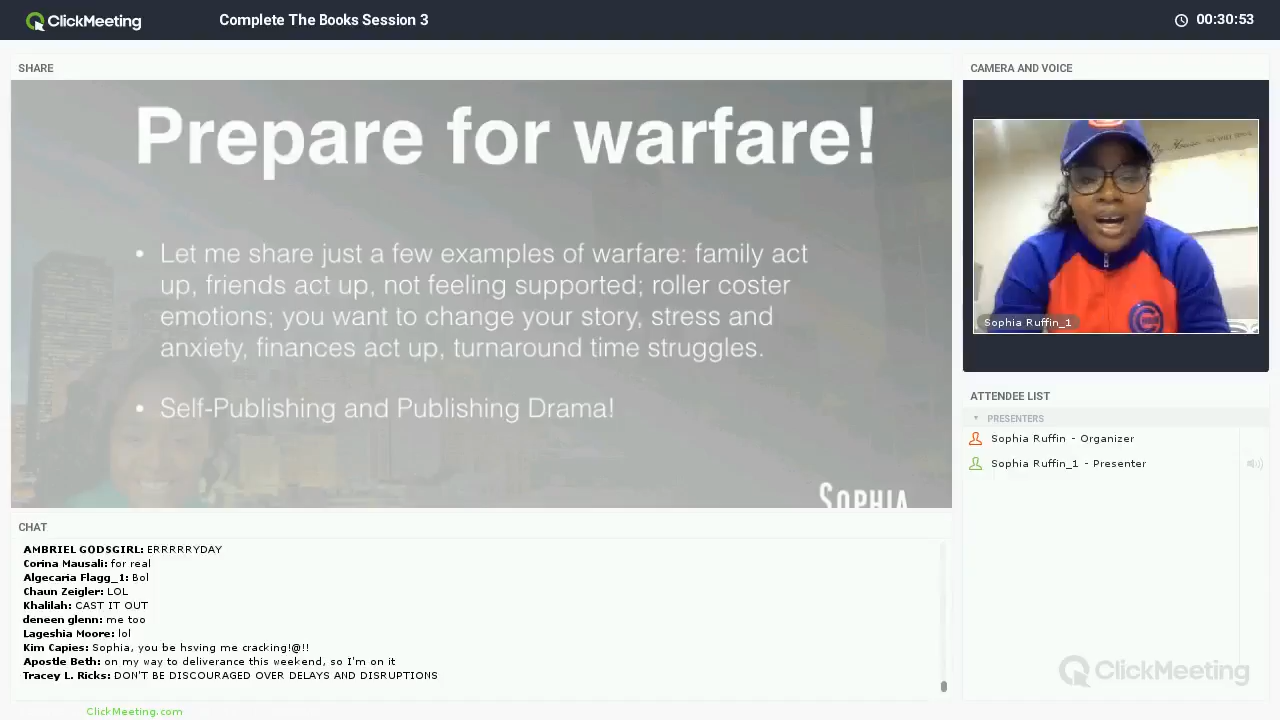 ClickMeeting
Complete The Books Session 3
00:30:53
SHARE
Prepare for warfare!
• Let me share just a few examples of warfare: family act
up, friends act up, not feeling supported; roller coster
emotions; you want to change your story, stress and
anxiety, finances act up, turnaround time struggles.
• Self-Publishing and Publishing Drama!
SOPHIA
CAMERA AND VOICE
Sophia Ruffin_1
ATTENDEE LIST
PRESENTERS
Sophia Ruffin - Organizer
Sophia Ruffin_1 - Presenter
CHAT
AMBRIEL GODSGIRL: ERRRRRYDAY
Corina Mausali: for real
Algecaria Flagg_1: Bol
Chaun Zeigler: LOL
Khalilah: CAST IT OUT
deneen glenn: me too
Lageshia Moore: lol
Kim Capies: Sophia, you be hsving me cracking!@!!
Apostle Beth: on my way to deliverance this weekend, so I'm on it
Tracey L. Ricks: DON'T BE DISCOURAGED OVER DELAYS AND DISRUPTIONS
ClickMeeting
ClickMeeting.com